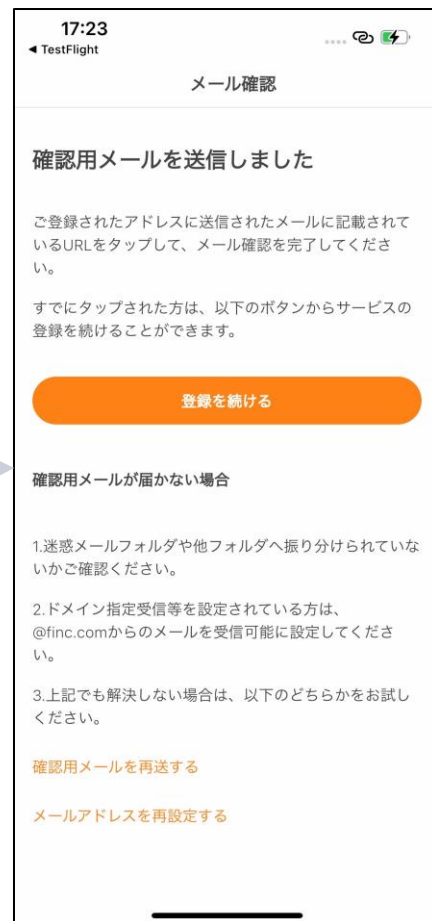 17:23
◀ TestFlight
メール確認
確認用メールを送信しました
ご登録されたアドレスに送信されたメールに記載されて
いるURLをタップして、メール確認を完了してくださ
い。
すでにタップされた方は、以下のボタンからサービスの
登録を続けることができます。
登録を続ける
確認用メールが届かない場合
1.迷惑メールフォルダや他フォルダへ振り分けられていな
いかご確認ください。
2.ドメイン指定受信等を設定されている方は、
@finc.comからのメールを受信可能に設定してくださ
い。
3.上記でも解決しない場合は、以下のどちらかをお試し
ください。
確認用メールを再送する
メールアドレスを再設定する